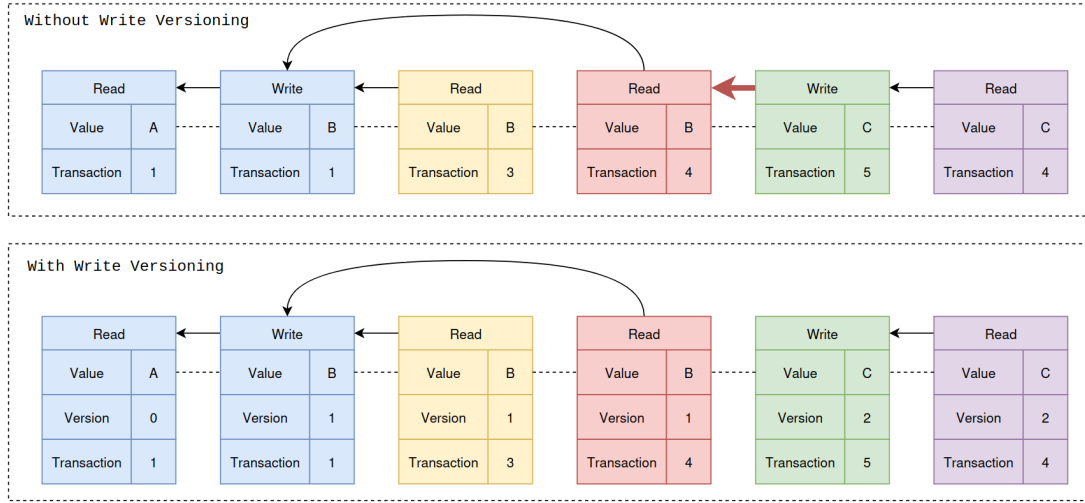 Without Write Versioning
Read Write Read Read Write Read
Value A Value B Value B Value B Value C Value C
Transaction 1 Transaction 1 Transaction 3 Transaction 4 Transaction 5 Transaction 4
With Write Versioning
Read Write Read Read Write Read
Value A Value B Value B Value B Value C Value C
Version 0 Version 1 Version 1 Version 1 Version 2 Version 2
Transaction 1 Transaction 1 Transaction 3 Transaction 4 Transaction 5 Transaction 4